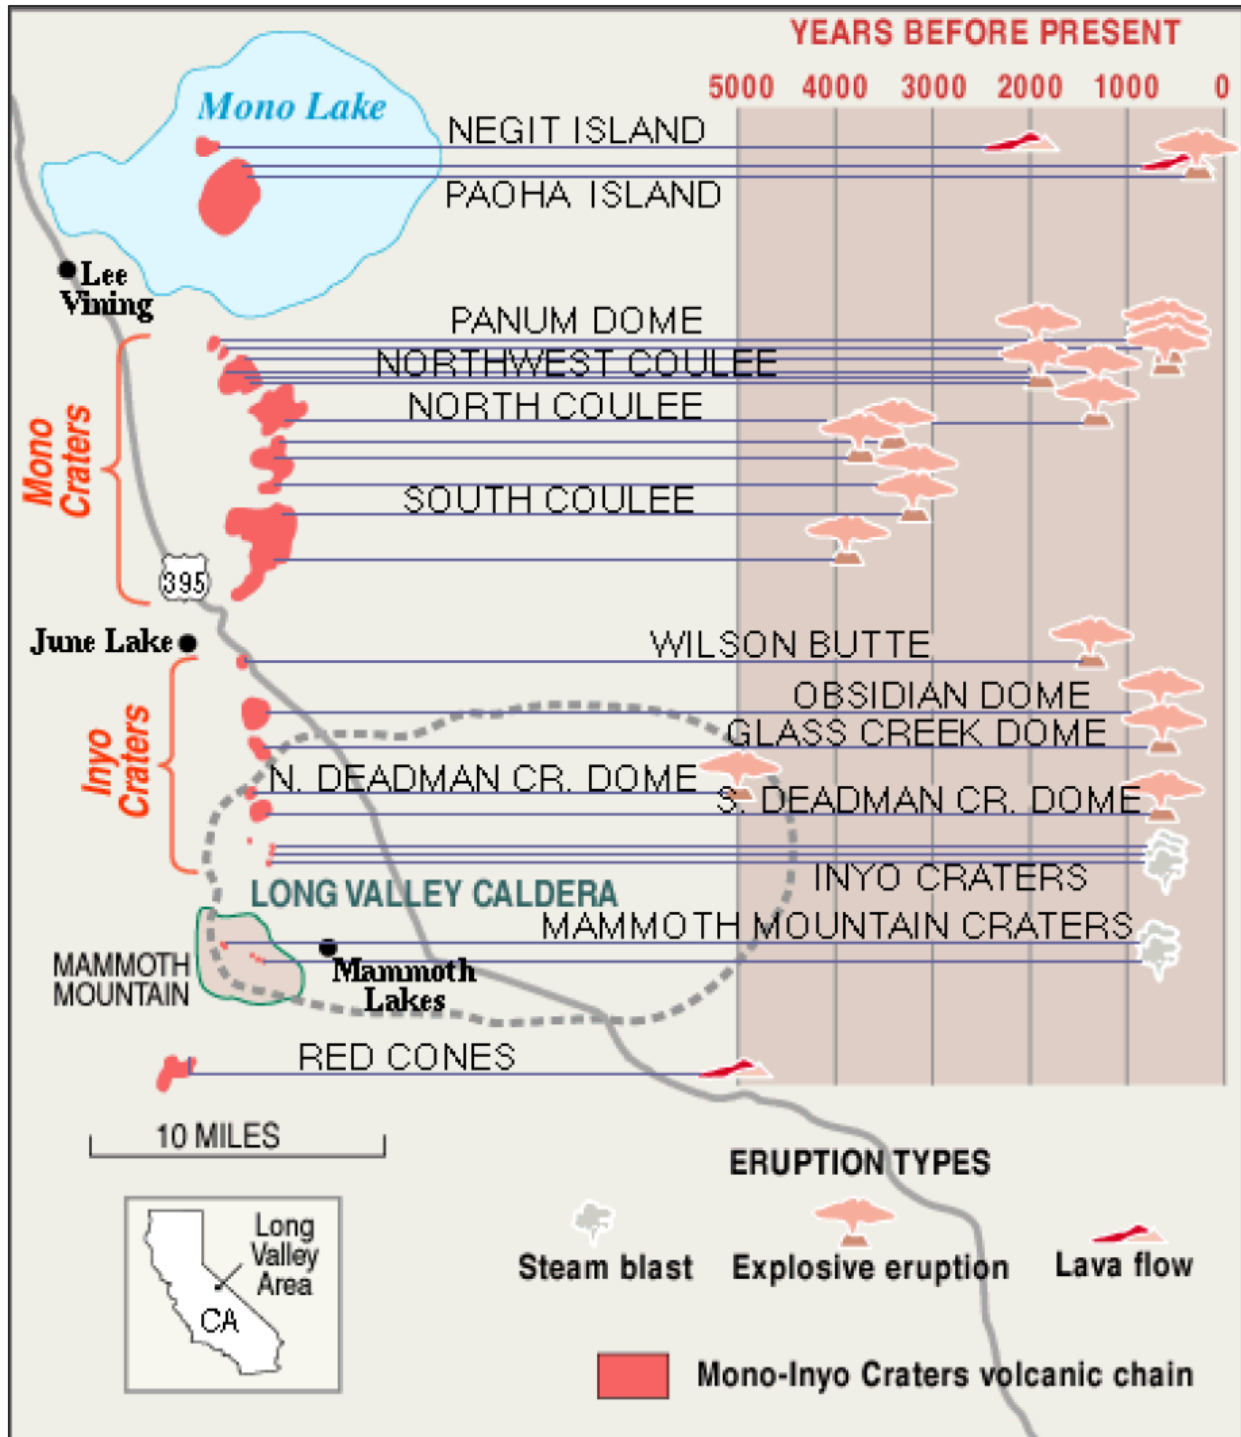 YEARS BEFORE PRESENT
5000 4000 3000 2000 1000 0
Mono Lake
NEGIT ISLAND
PAOHA ISLAND
Lee
Vining
PANUM DOME
NORTHWEST COULEE
NORTH COULEE
Mono
Craters
SOUTH COULEE
395
June Lake
WILSON BUTTE
OBSIDIAN DOME
GLASS CREEK DOME
Inyo
Craters
N. DEADMAN CR. DOME
S. DEADMAN CR. DOME
INYO CRATERS
LONG VALLEY CALDERA
MAMMOTH MOUNTAIN CRATERS
MAMMOTH
MOUNTAIN
Mammoth
Lakes
RED CONES
10 MILES
ERUPTION TYPES
Steam blast
Explosive eruption
Lava flow
Long
Valley
Area
CA
Mono-Inyo Craters volcanic chain